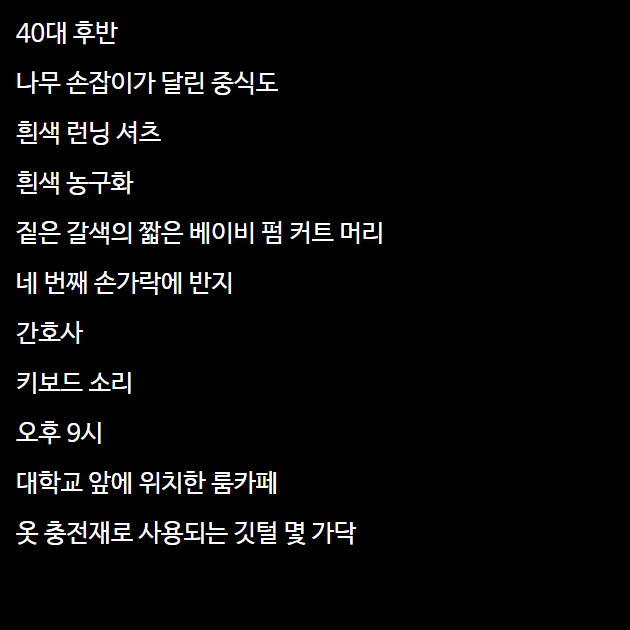 40대 후반
나무 손잡이가 달린 중식도
흰색 런닝 셔츠
흰색 농구화
짙은 갈색의 짧은 베이비 펌 커트 머리
네 번째 손가락에 반지
간호사
키보드 소리
오후 9시
대학교 앞에 위치한 룸카페
옷 충전재로 사용되는 깃털 몇 가닥